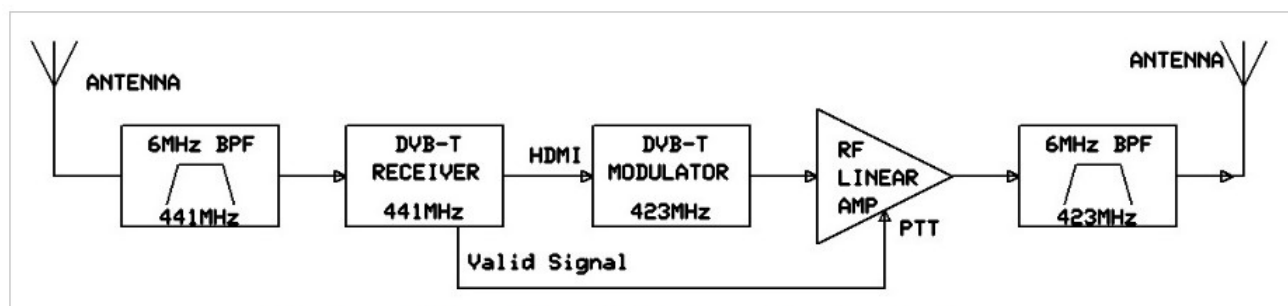 ANTENNA
ANTENNA
6MHz BPF
441MHz
DVB-T
RECEIVER
441MHz
HDMI
DVB-T
MODULATOR
423MHz
RF
LINEAR
AMP
PTT
6MHz BPF
423MHz
Valid Signal